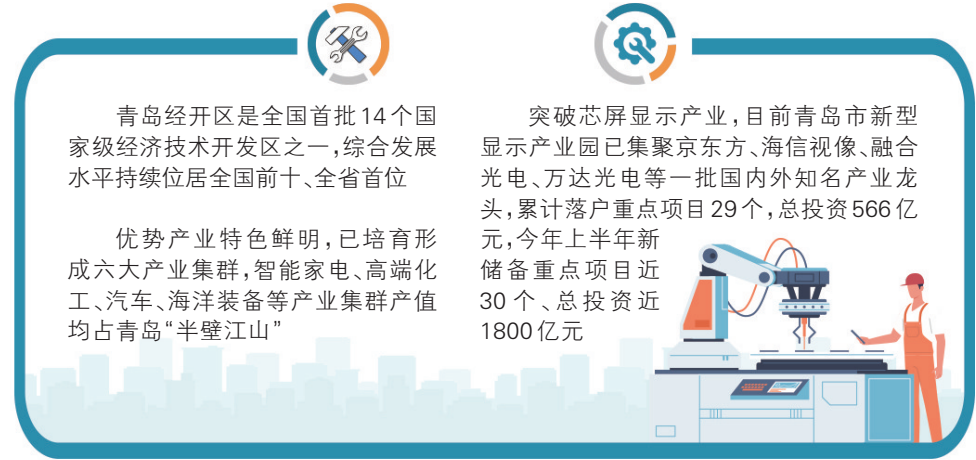 青岛经开区是全国首批14个国
家级经济技术开发区之一,综合发展
水平持续位居全国前十、全省首位
优势产业特色鲜明,已培育形
成六大产业集群,智能家电、高端化
工、汽车、海洋装备等产业集群产值
均占青岛“半壁江山”
突破芯屏显示产业,目前青岛市新型
显示产业园已集聚京东方、海信视像、融合
光电、万达光电等一批国内外知名产业龙
头,累计落户重点项目29个,总投资566亿
元,今年上半年新
储备重点项目近
30个、总投资近
1800亿元